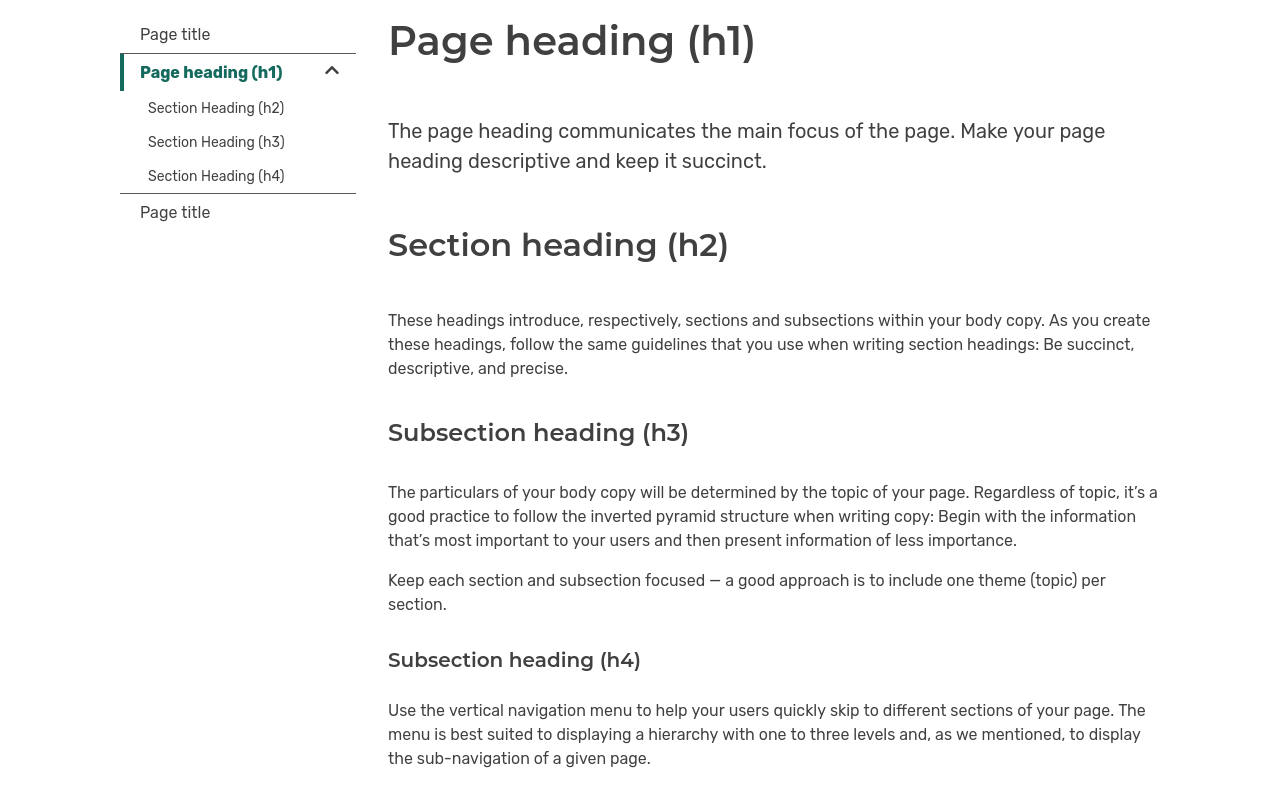 Page title
Page heading (h1)
Section Heading (h2)
Section Heading (h3)
Section Heading (h4)
Page title
Page heading (h1)
The page heading communicates the main focus of the page. Make your page
heading descriptive and keep it succinct.
Section heading (h2)
These headings introduce, respectively, sections and subsections within your body copy. As you create
these headings, follow the same guidelines that you use when writing section headings: Be succinct,
descriptive, and precise.
Subsection heading (h3)
The particulars of your body copy will be determined by the topic of your page. Regardless of topic, it’s a
good practice to follow the inverted pyramid structure when writing copy: Begin with the information
that’s most important to your users and then present information of less importance.
Keep each section and subsection focused — a good approach is to include one theme (topic) per
section.
Subsection heading (h4)
Use the vertical navigation menu to help your users quickly skip to different sections of your page. The
menu is best suited to displaying a hierarchy with one to three levels and, as we mentioned, to display
the sub-navigation of a given page.